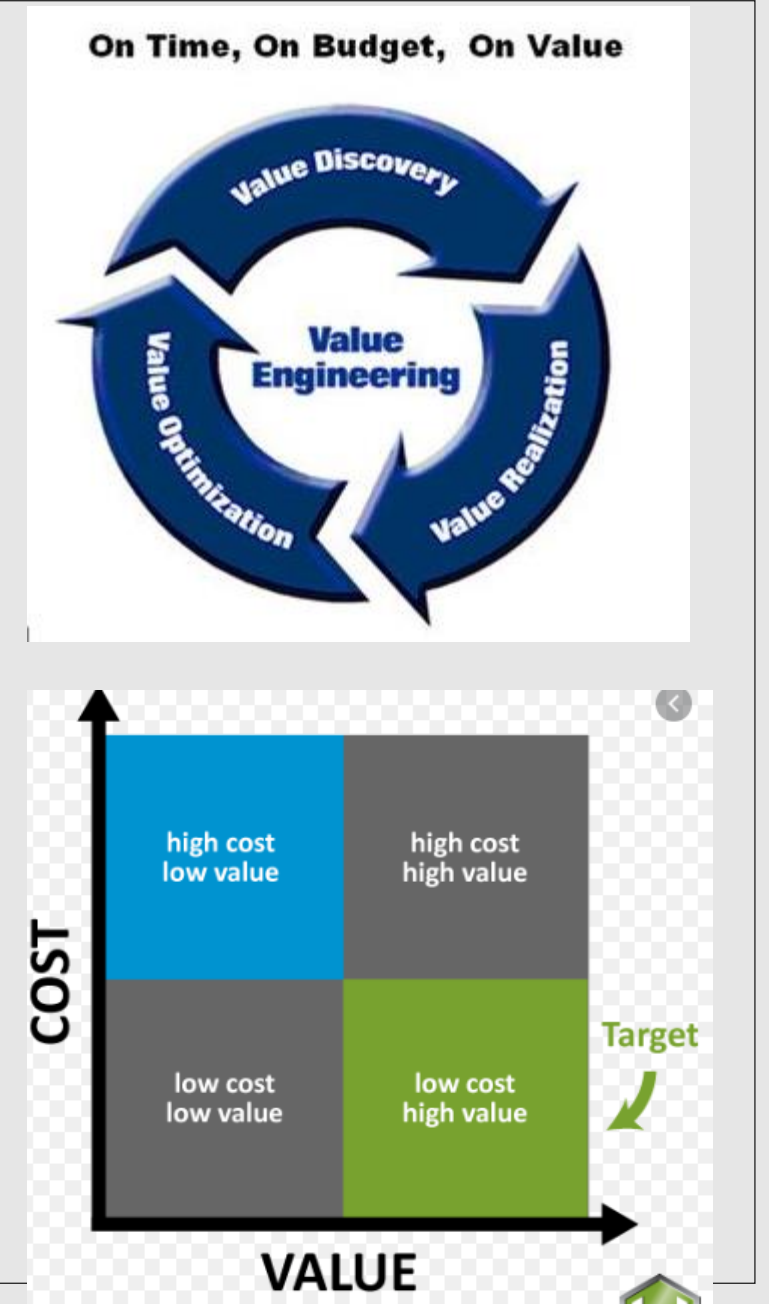 On Time, On Budget, On Value
Value Discovery
Value
Engineering
Value Realization
Value Optimization
high cost
low value
high cost
high value
COST
Target
low cost
low value
low cost
high value
VALUE